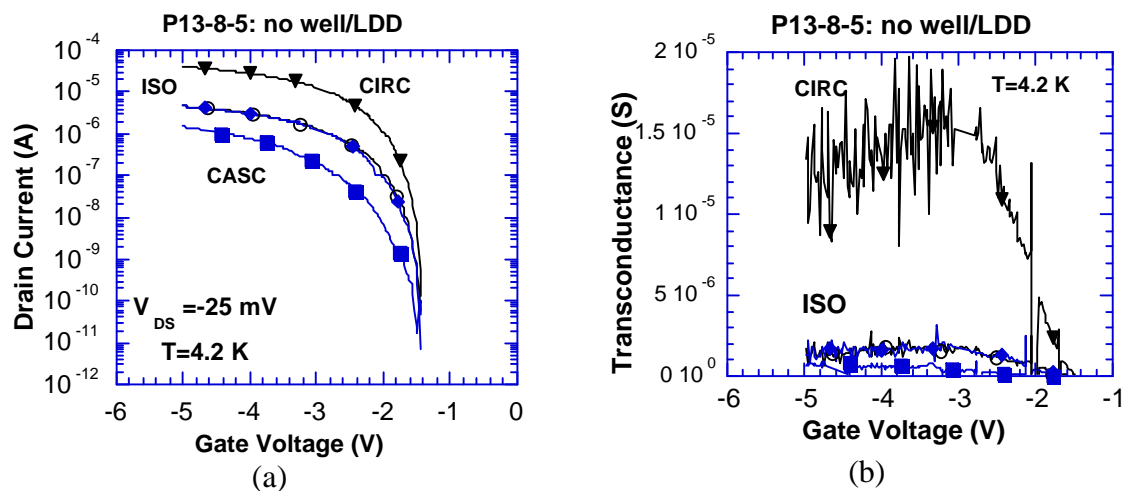 P13-8-5: no well/LDD
10⁻⁴
10⁻⁵
10⁻⁶
10⁻⁷
10⁻⁸
10⁻⁹
10⁻¹⁰
10⁻¹¹
10⁻¹²
Drain Current (A)
ISO
CIRC
CASC
V_DS =-25 mV
T=4.2 K
-6 -5 -4 -3 -2 -1 0
Gate Voltage (V)
(a)
P13-8-5: no well/LDD
2 10⁻⁵
1.5 10⁻⁵
1 10⁻⁵
5 10⁻⁶
0 10⁰
Transconductance (S)
CIRC
T=4.2 K
ISO
-6 -5 -4 -3 -2 -1
Gate Voltage (V)
(b)